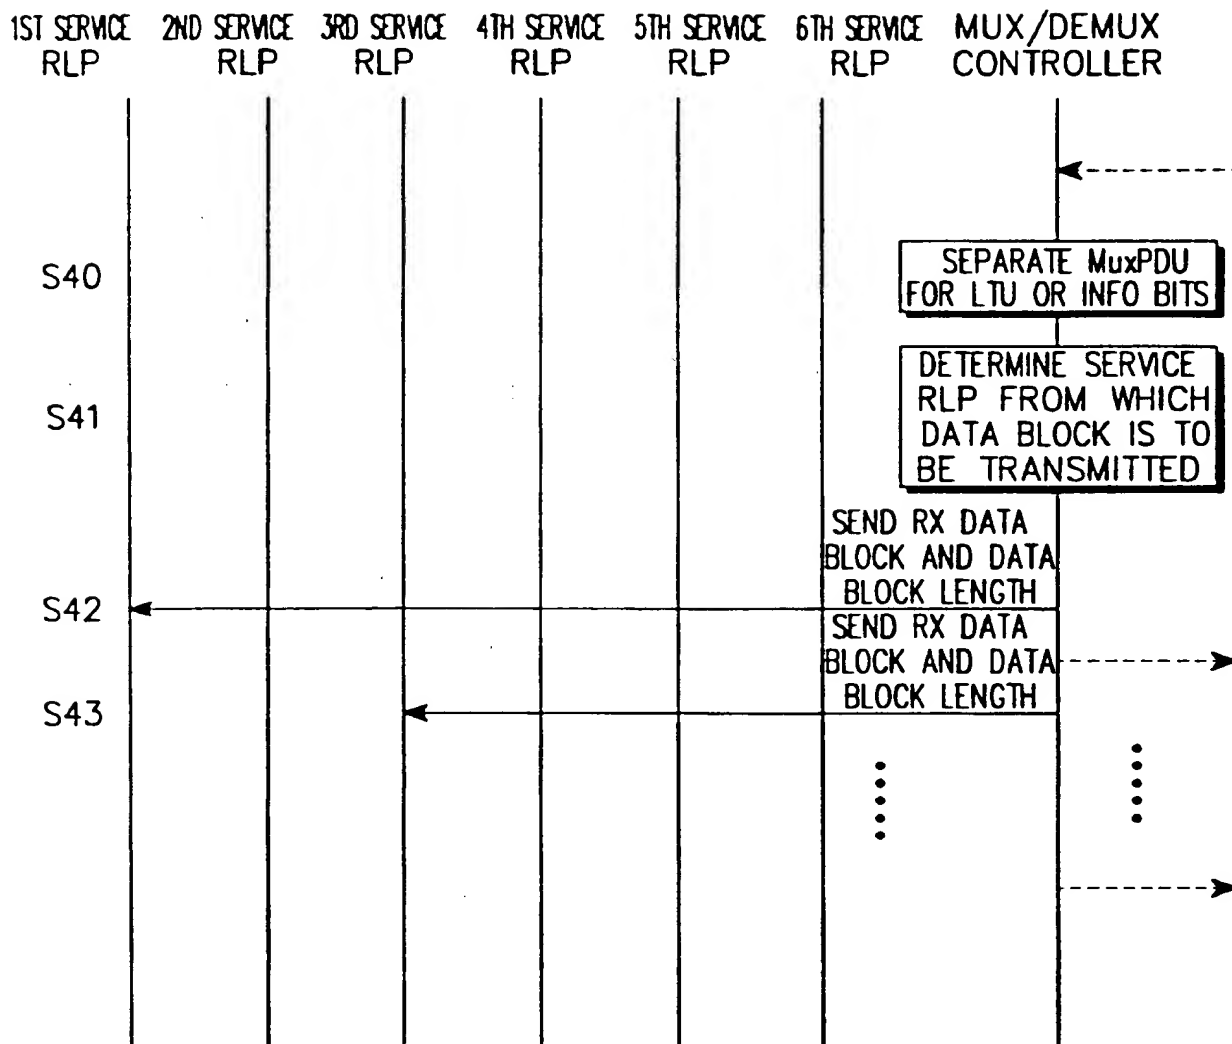 1ST SERVICE RLP
2ND SERVICE RLP
3RD SERVICE RLP
4TH SERVICE RLP
5TH SERVICE RLP
6TH SERVICE RLP
MUX/DEMUX
CONTROLLER
S40
SEPARATE MuxPDU
FOR LTU OR INFO BITS
S41
DETERMINE SERVICE
RLP FROM WHICH
DATA BLOCK IS TO
BE TRANSMITTED
SEND RX DATA
BLOCK AND DATA
BLOCK LENGTH
S42
SEND RX DATA
BLOCK AND DATA
BLOCK LENGTH
S43